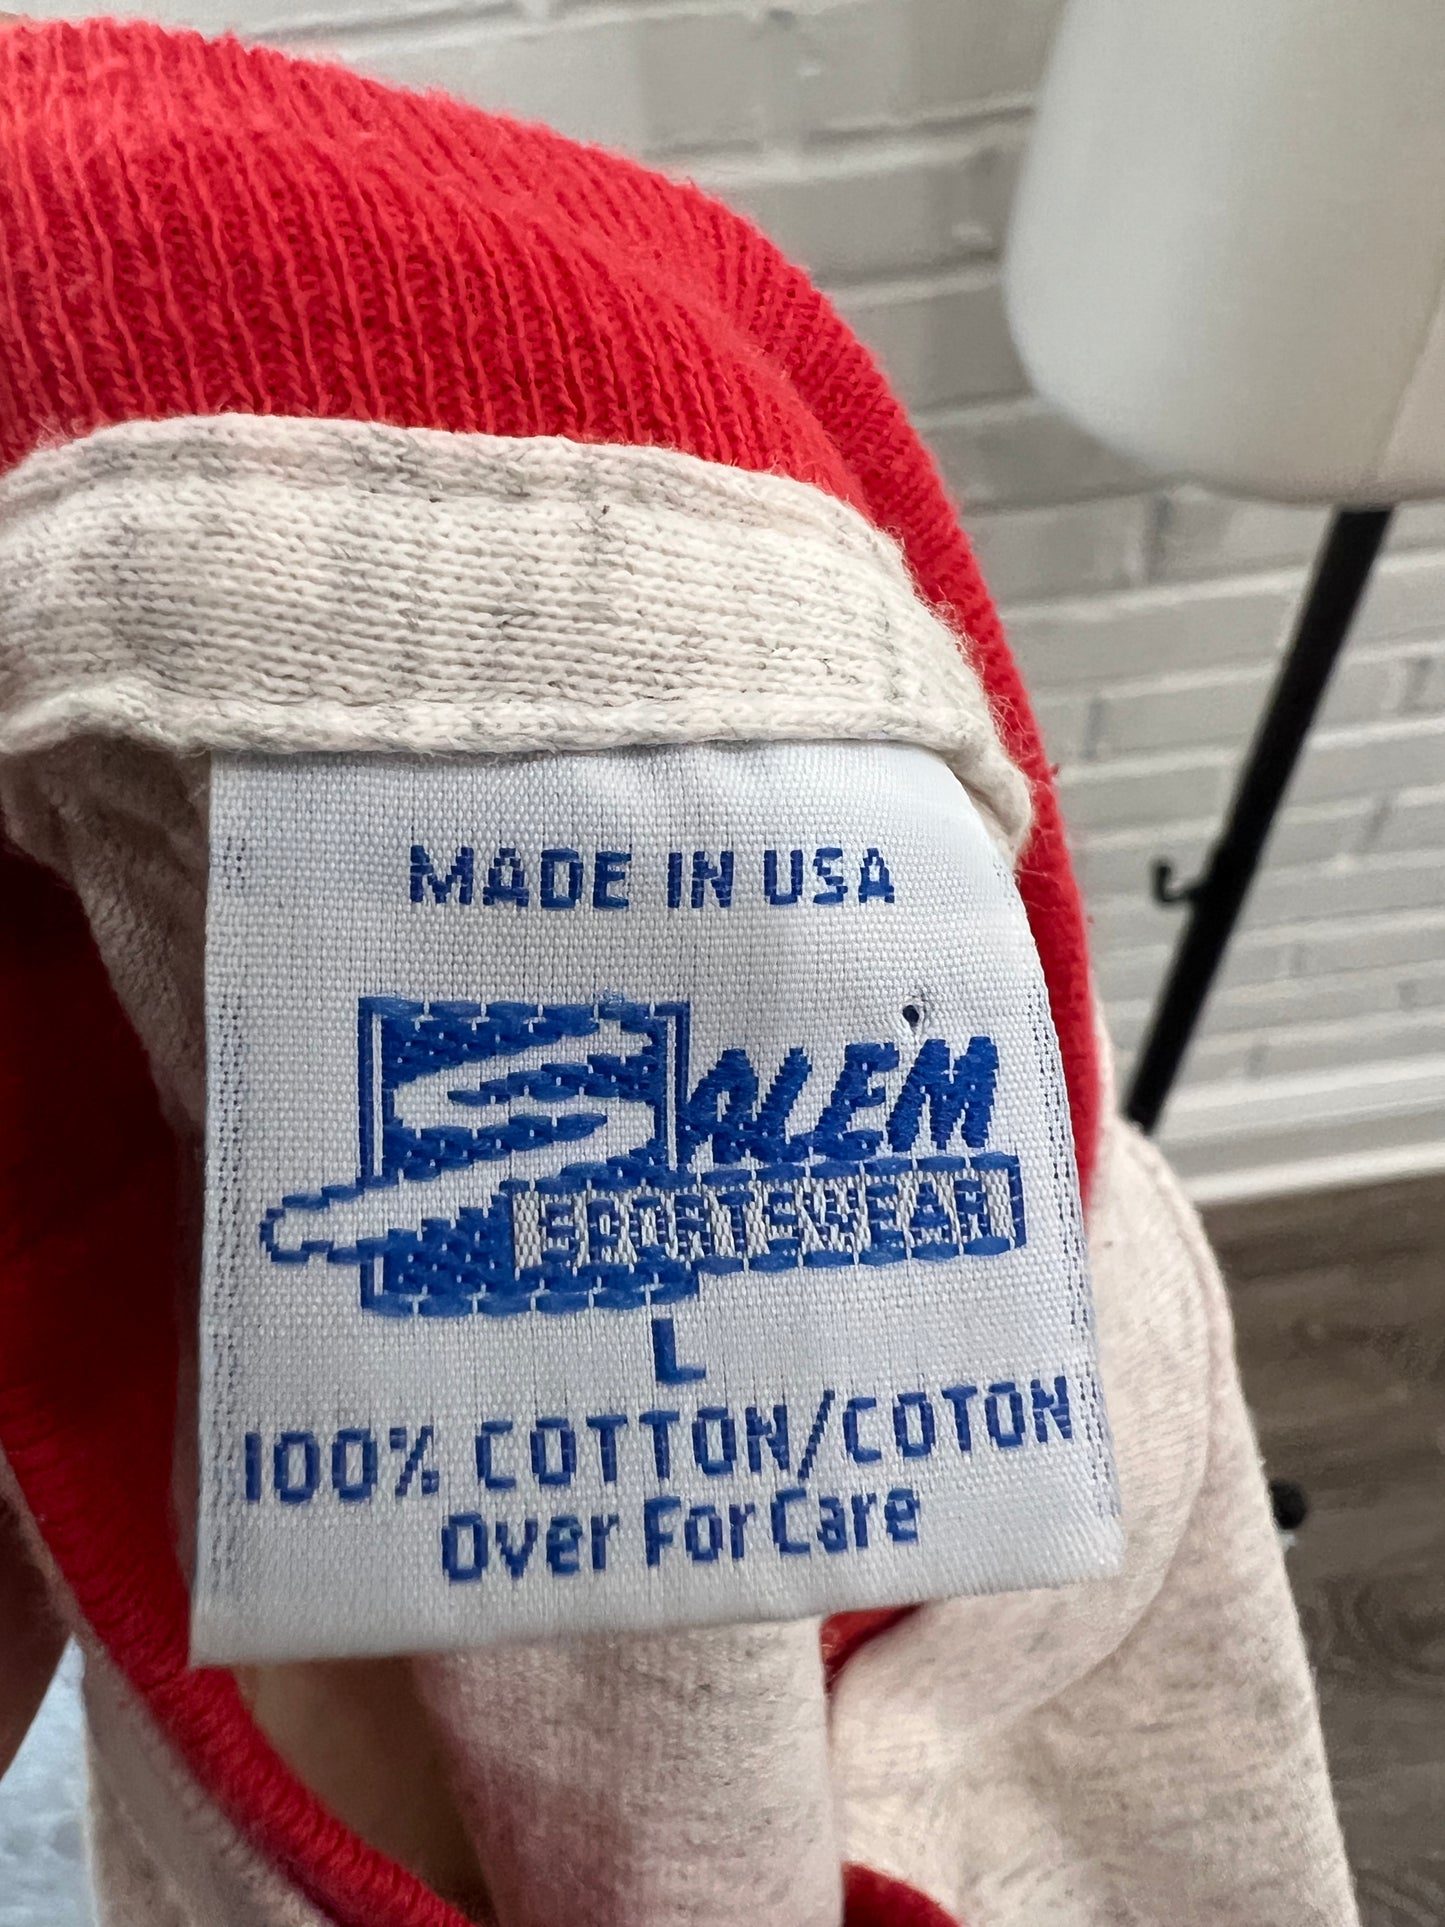 MADE IN USA
SALEM
SPORTSWEAR
L
100% COTTON/COTON
Over For Care